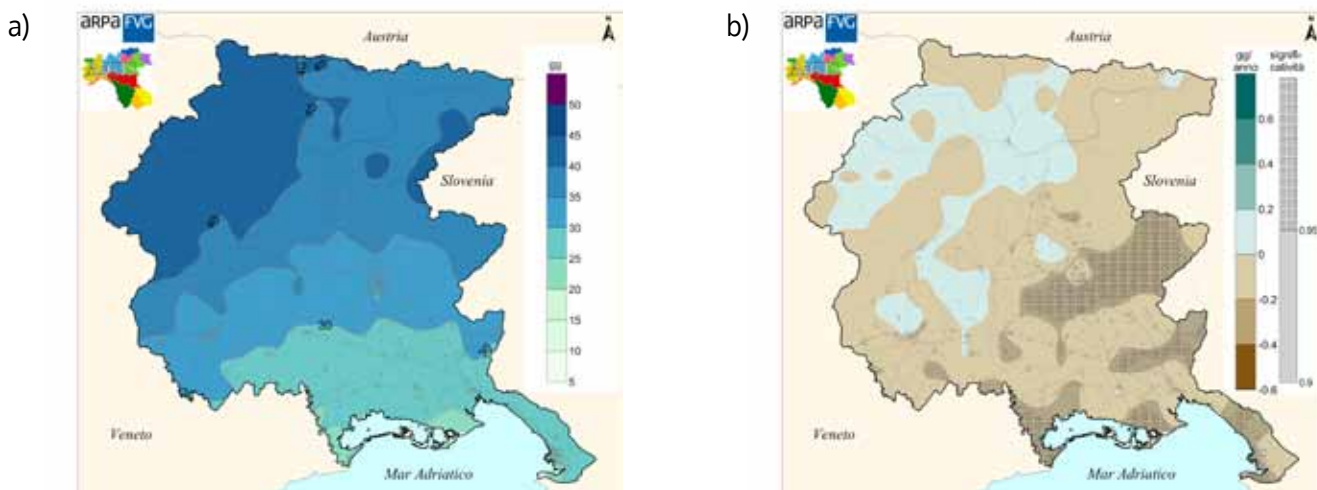 a)
arpa FVG
Austria
N
gg
50
45
40
35
30
25
20
15
10
5
Slovenia
30
Veneto
Mar Adriatico
b)
arpa FVG
Austria
N
gg/
anno
signifi-
catività
0.6
0.4
0.2
0
-0.2
-0.4
-0.6
0.95
0.9
Slovenia
Veneto
Mar Adriatico